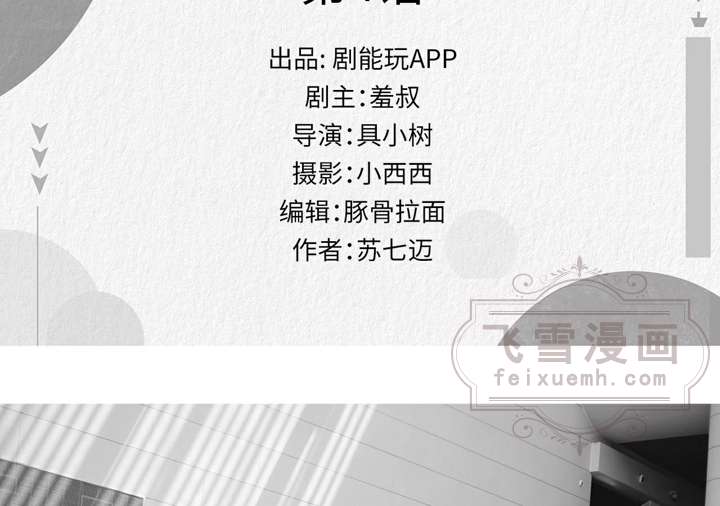 出品: 剧能玩APP
剧主：羞叔
导演：具小树
摄影：小西西
编辑：豚骨拉面
作者：苏七迈
飞雪漫画
feixuemh.com